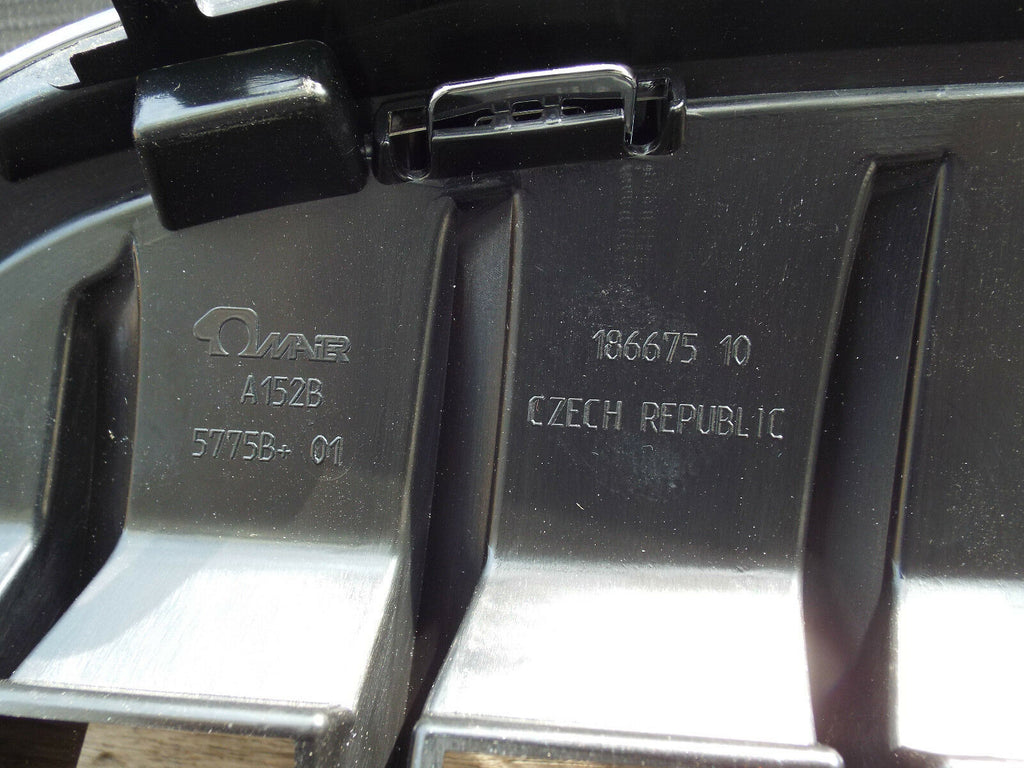 MAiER
A152B
5775B+ 01
186675 10
CZECH REPUBLIC